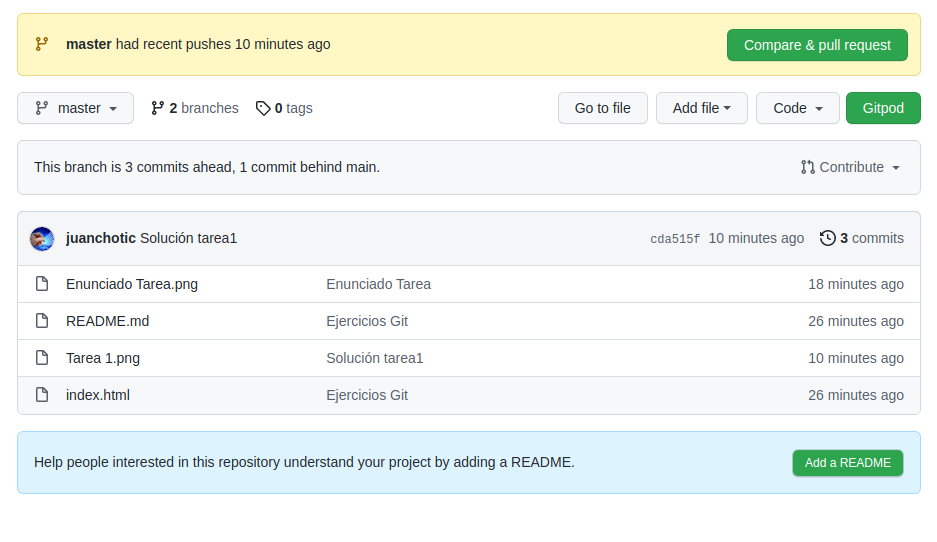 master had recent pushes 10 minutes ago Compare & pull request
master 2 branches 0 tags Go to file Add file Code Gitpod
This branch is 3 commits ahead, 1 commit behind main. Contribute
juanchotic Solución tarea1 cda515f 10 minutes ago 3 commits
Enunciado Tarea.png Enunciado Tarea 18 minutes ago
README.md Ejercicios Git 26 minutes ago
Tarea 1.png Solución tarea1 10 minutes ago
index.html Ejercicios Git 26 minutes ago
Help people interested in this repository understand your project by adding a README. Add a README